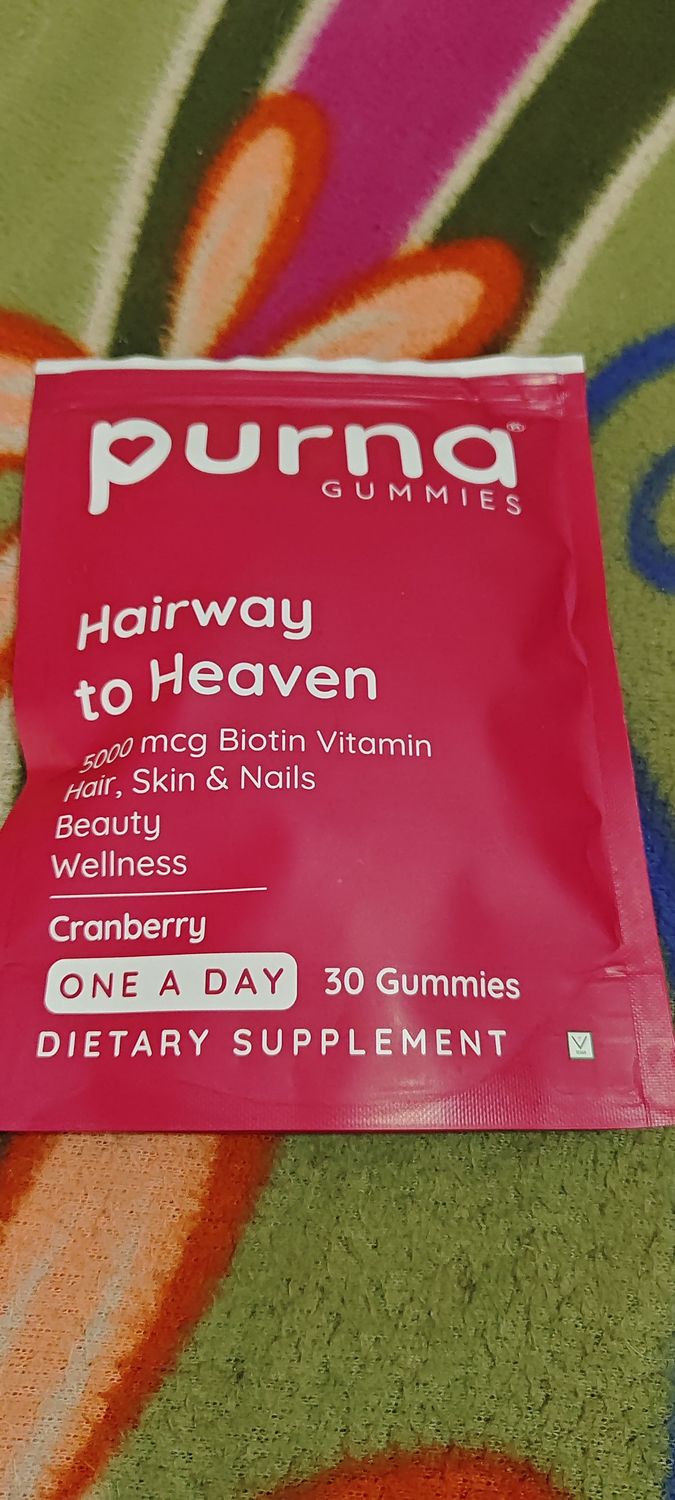 purna®
GUMMIES
Hairway
to Heaven
5000 mcg Biotin Vitamin
Hair, Skin & Nails
Beauty
Wellness
Cranberry
ONE A DAY 30 Gummies
DIETARY SUPPLEMENT